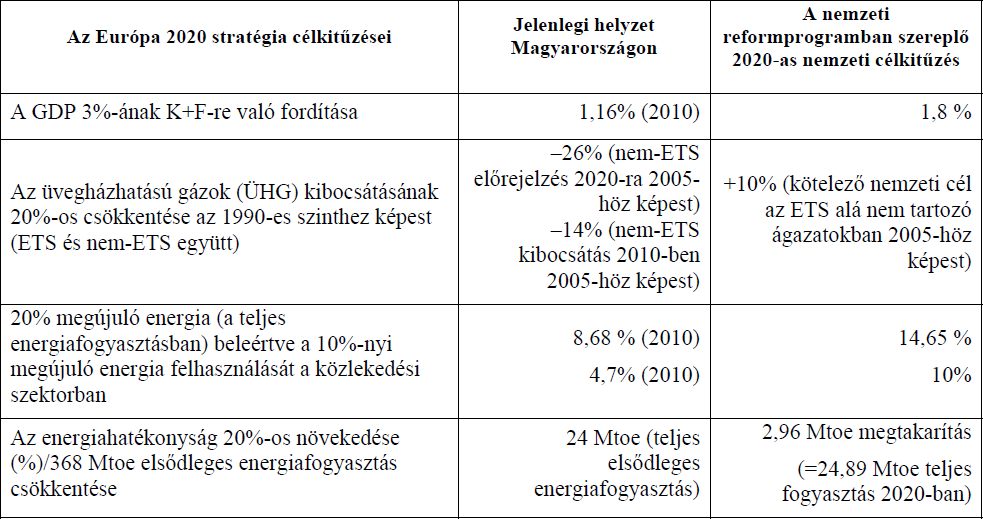 Az Európa 2020 stratégia célkitűzései
Jelenlegi helyzet
Magyarországon
A nemzeti
reformprogramban szereplő
2020-as nemzeti célkitűzés
A GDP 3%-ának K+F-re való fordítása
1,16% (2010)
1,8 %
Az üvegházhatású gázok (ÜHG) kibocsátásának
20%-os csökkentése az 1990-es szinthez képest
(ETS és nem-ETS együtt)
–26% (nem-ETS
előrejelzés 2020-ra 2005-
höz képest)
–14% (nem-ETS
kibocsátás 2010-ben
2005-höz képest)
+10% (kötelező nemzeti cél
az ETS alá nem tartozó
ágazatokban 2005-höz
képest)
20% megújuló energia (a teljes
energiafogyasztásban) beleértve a 10%-nyi
megújuló energia felhasználását a közlekedési
szektorban
8,68 % (2010)
4,7% (2010)
14,65 %
10%
Az energiahatékonyság 20%-os növekedése
(%)/368 Mtoe elsődleges energiafogyasztás
csökkentése
24 Mtoe (teljes
elsődleges
energiafogyasztás)
2,96 Mtoe megtakarítás
(=24,89 Mtoe teljes
fogyasztás 2020-ban)